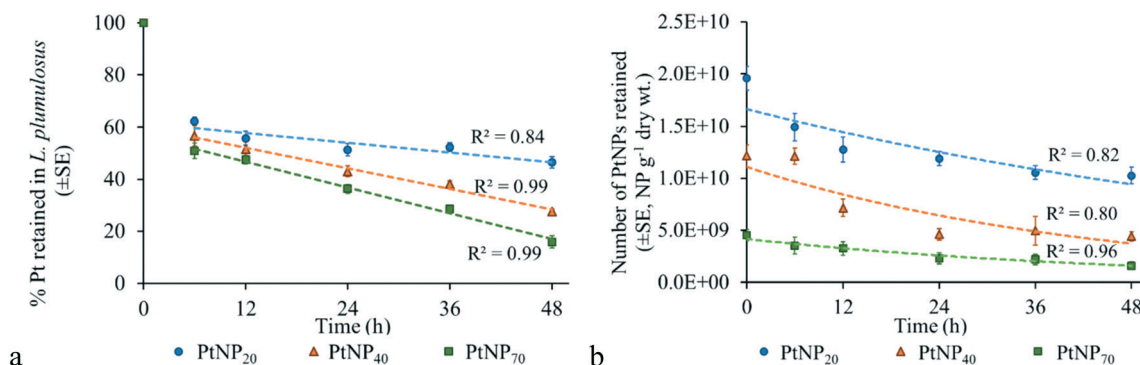 % Pt retained in L. plumulosus
(±SE)
100
80
60
40
20
0
0
12
24
36
48
Time (h)
R² = 0.84
R² = 0.99
R² = 0.99
PtNP₂₀
PtNP₄₀
PtNP₇₀
a
Number of PtNPs retained
(±SE, NP g⁻¹ dry wt.)
2.5E+10
2.0E+10
1.5E+10
1.0E+10
5.0E+09
0.0E+00
0
12
24
36
48
Time (h)
R² = 0.82
R² = 0.80
R² = 0.96
PtNP₂₀
PtNP₄₀
PtNP₇₀
b